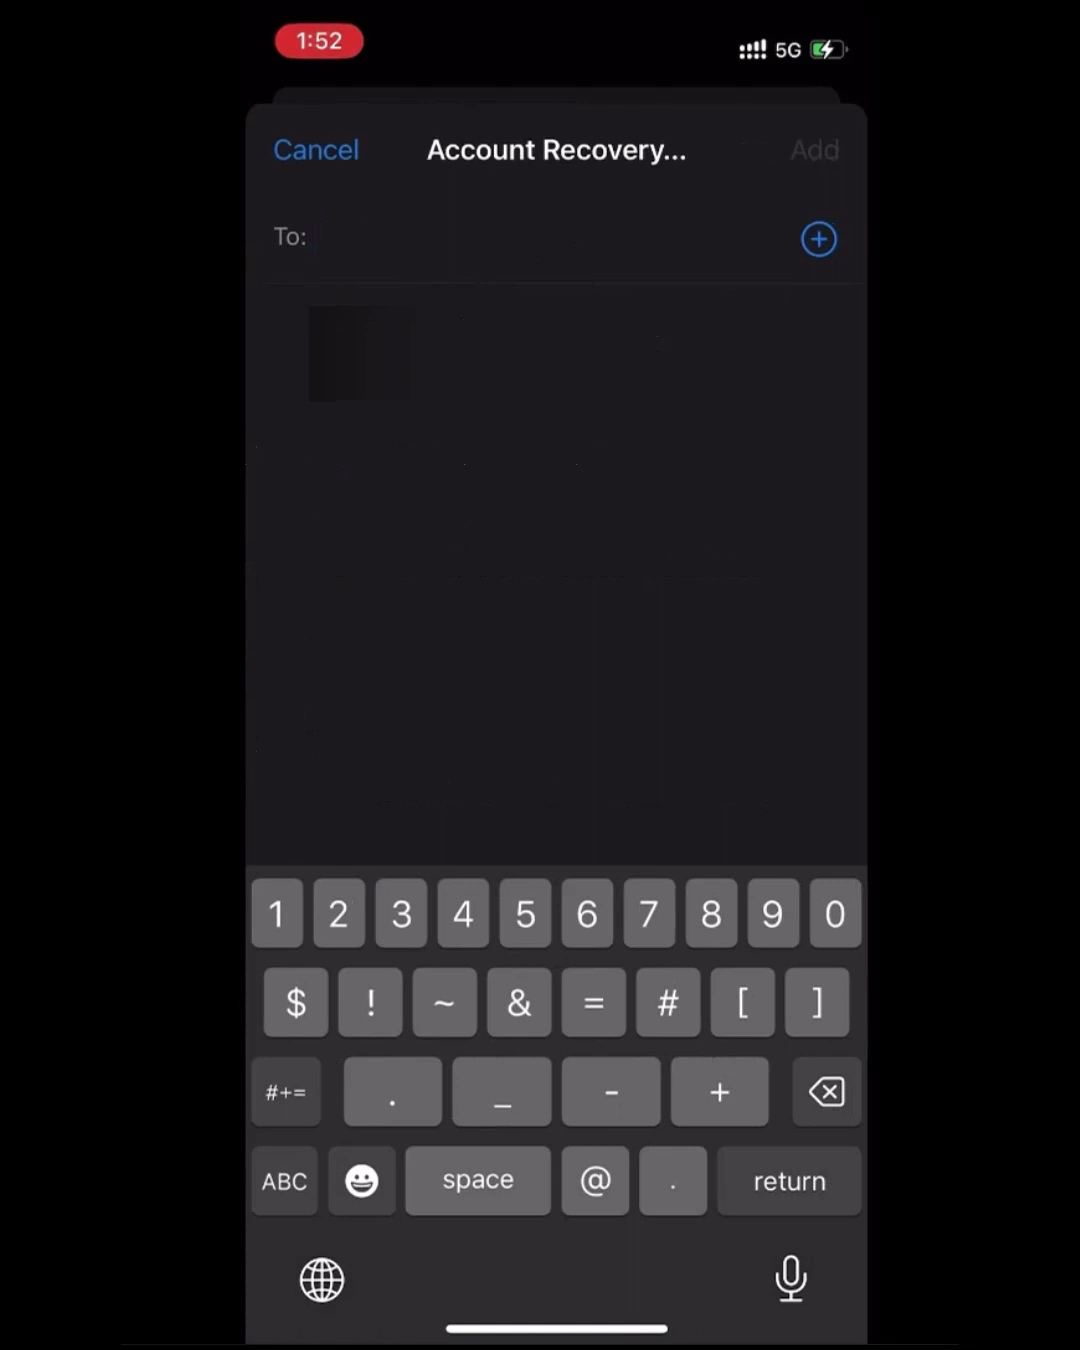 1:52
5G
Cancel Account Recovery... Add
To:
1 2 3 4 5 6 7 8 9 0
$ ! ~ & = # [ ]
#+= . _ - +
ABC space @ . return